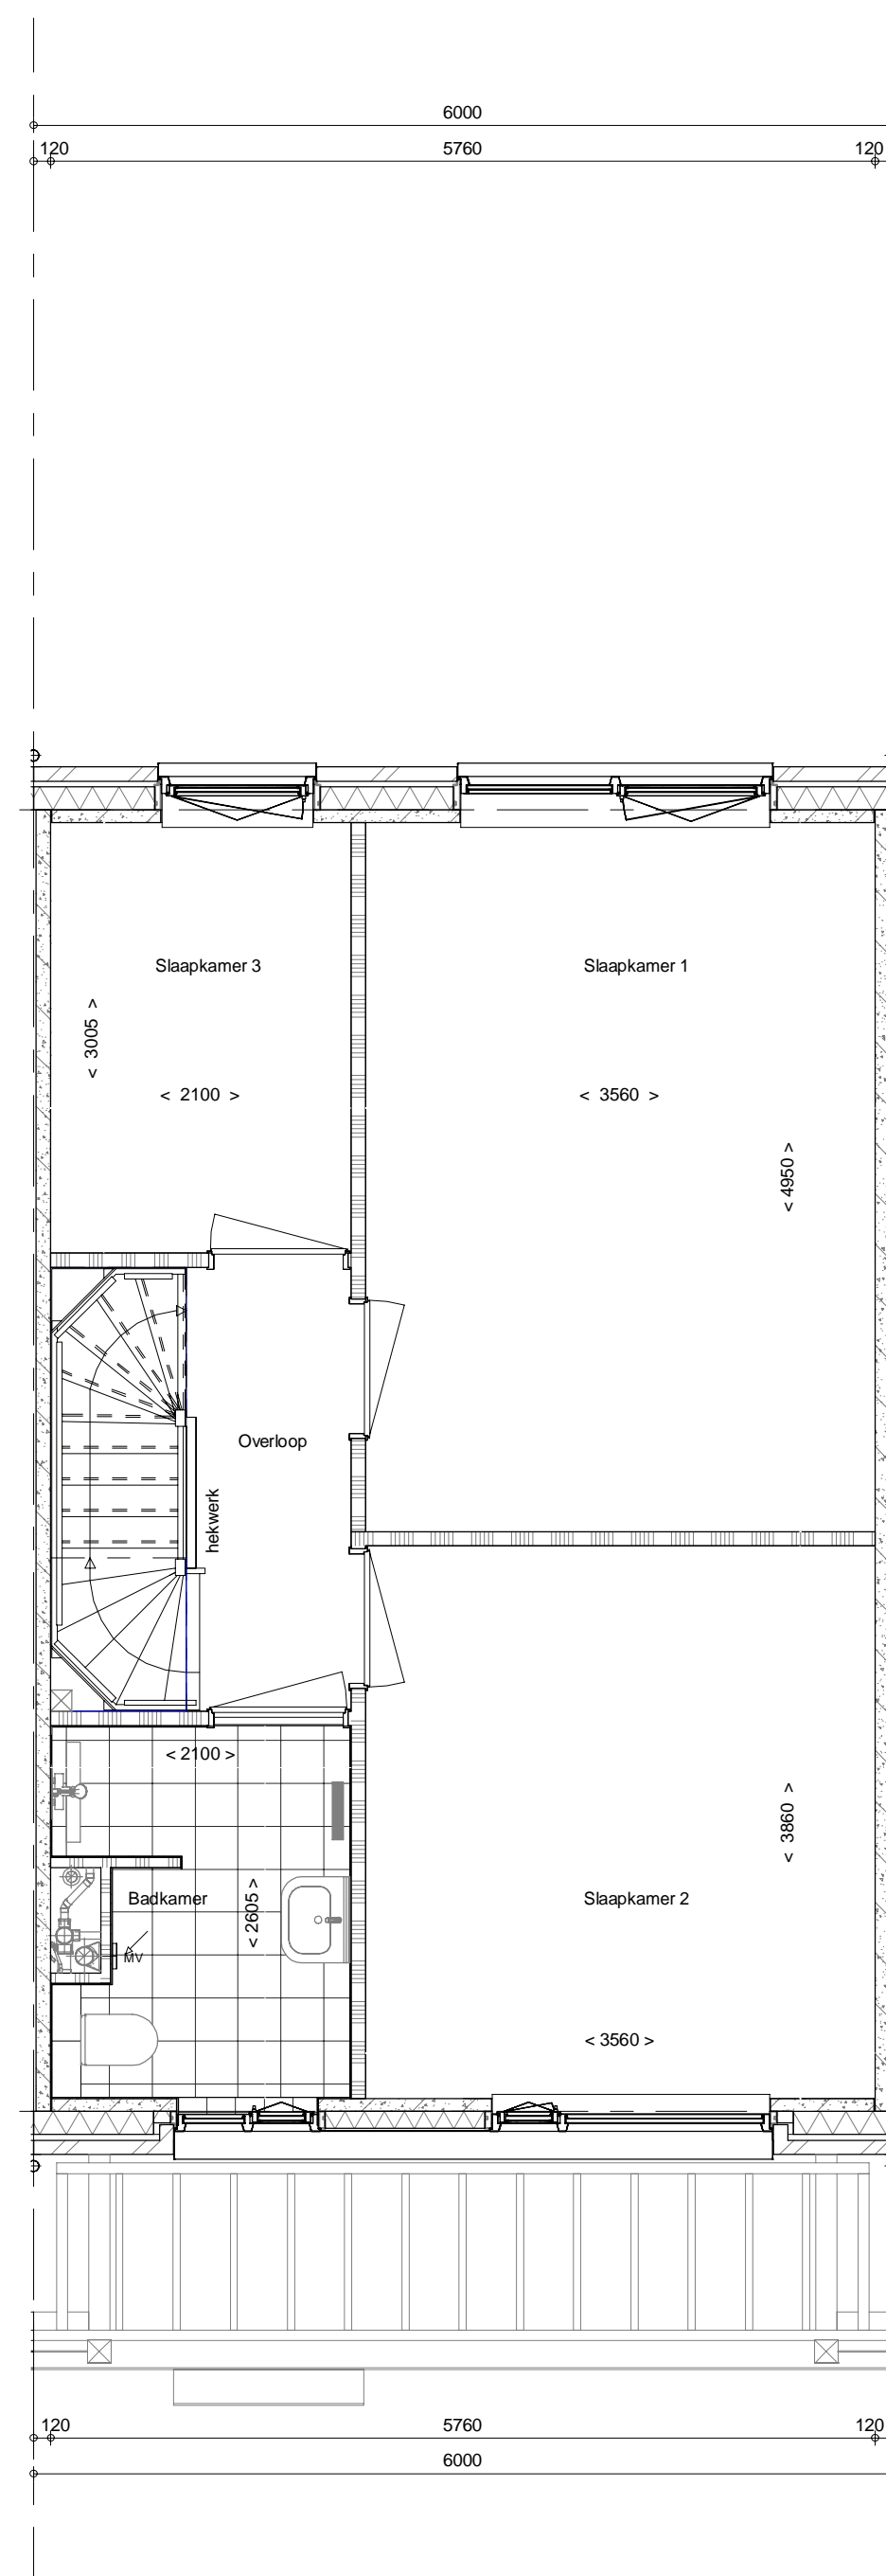 6000
120
5760
120
Slaapkamer 3
Slaapkamer 1
< 3005 >
< 2100 >
< 3560 >
< 4950 >
Overloop
hekwerk
< 2100 >
< 3860 >
Badkamer
< 2605 >
Slaapkamer 2
MV
< 3560 >
120
5760
120
6000